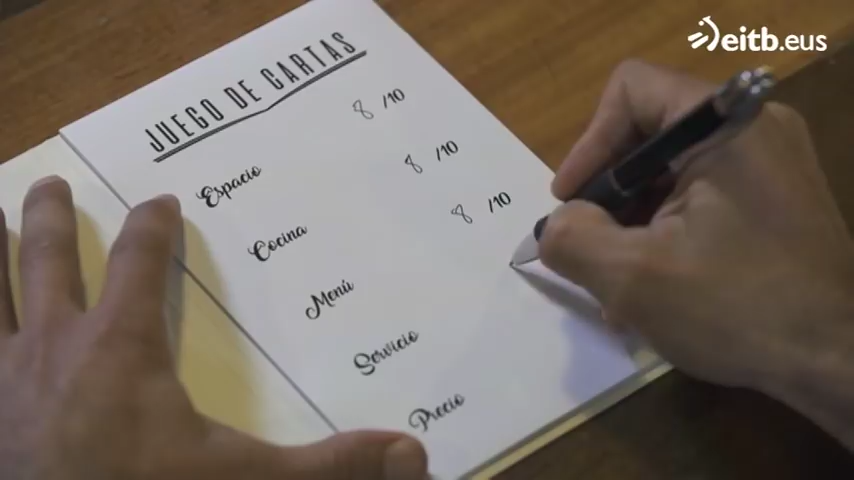 eitb.eus
JUEGO DE CARTAS
Espacio 8 /10
Cocina 8 /10
Menú 8 /10
Servicio
Precio